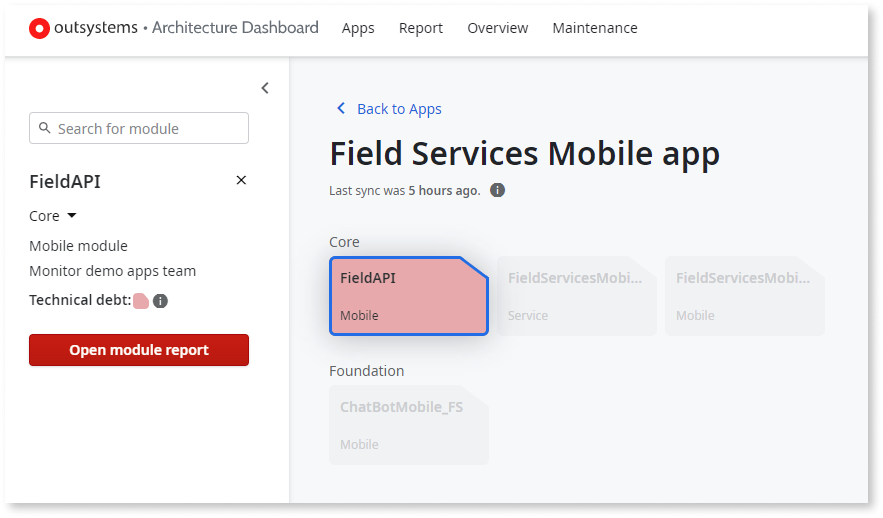 outsystems • Architecture Dashboard Apps Report Overview Maintenance
Search for module
FieldAPI
Core
Mobile module
Monitor demo apps team
Technical debt:
Open module report
Back to Apps
Field Services Mobile app
Last sync was 5 hours ago.
Core
FieldAPI
Mobile
FieldServicesMobi...
Service
FieldServicesMobi...
Mobile
Foundation
ChatBotMobile_FS
Mobile